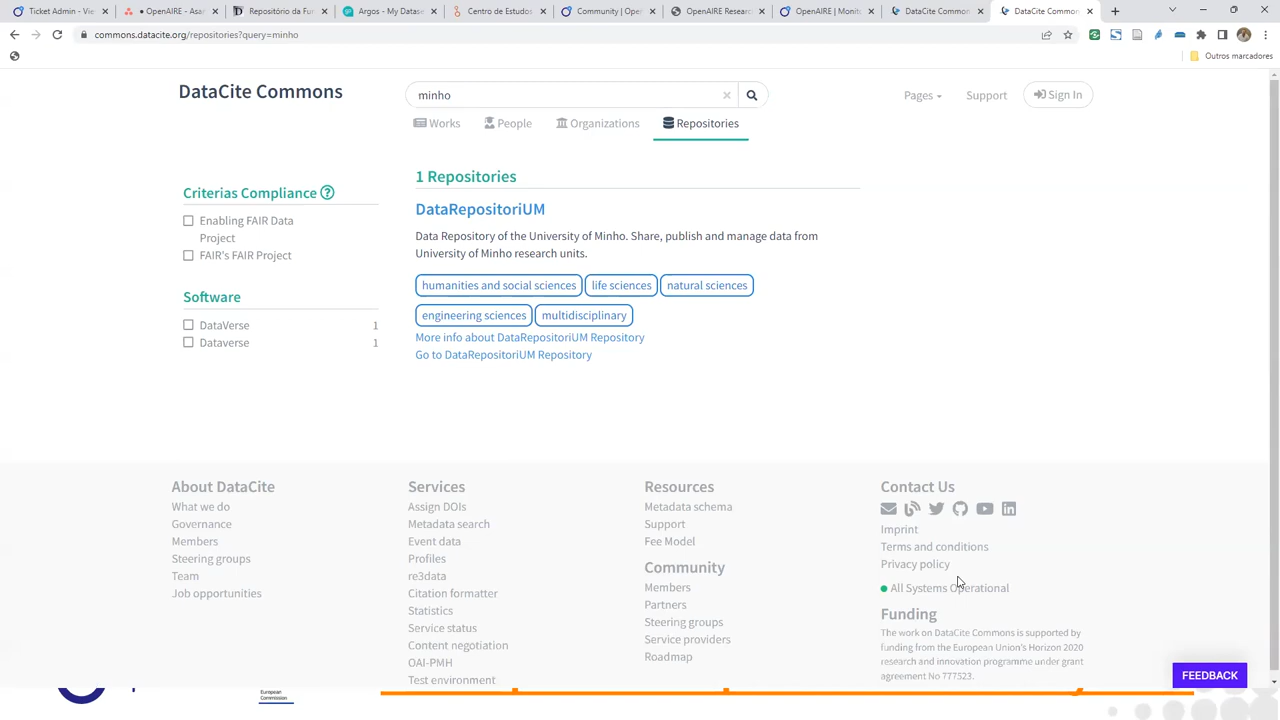 Ticket Admin - Vie
• OpenAIRE - Asan
Repositório da Fun
Argos - My Datase
Centro de Estudos
Community | Open
OpenAIRE Researc
OpenAIRE | Monit
DataCite Common
DataCite Common
commons.datacite.org/repositories?query=minho
Outros marcadores
DataCite Commons
minho
Pages
Support
Sign In
Works
People
Organizations
Repositories
Criterias Compliance
Enabling FAIR Data
Project
FAIR's FAIR Project
Software
DataVerse 1
Dataverse 1
1 Repositories
DataRepositoriUM
Data Repository of the University of Minho. Share, publish and manage data from
University of Minho research units.
humanities and social sciences life sciences natural sciences
engineering sciences multidisciplinary
More info about DataRepositoriUM Repository
Go to DataRepositoriUM Repository
About DataCite
What we do
Governance
Members
Steering groups
Team
Job opportunities
Services
Assign DOIs
Metadata search
Event data
Profiles
re3data
Citation formatter
Statistics
Service status
Content negotiation
OAI-PMH
Test environment
Resources
Metadata schema
Support
Fee Model
Community
Members
Partners
Steering groups
Service providers
Roadmap
Contact Us
Imprint
Terms and conditions
Privacy policy
All Systems Operational
Funding
The work on DataCite Commons is supported by
funding from the European Union's Horizon 2020
research and innovation programme under grant
agreement No 777523.
FEEDBACK
European
Commission